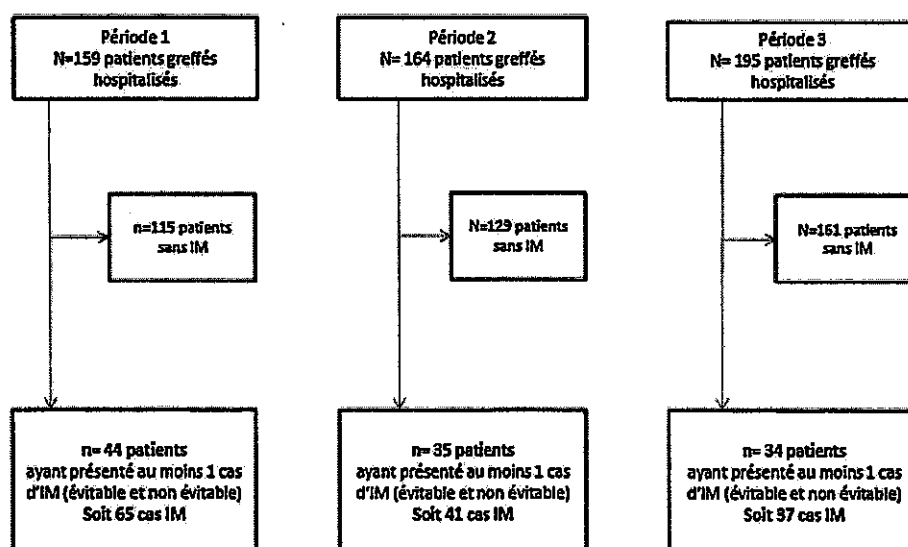 Période 1
N=159 patients greffés
hospitalisés
Période 2
N= 164 patients greffés
hospitalisés
Période 3
N= 195 patients greffés
hospitalisés
n=115 patients
sans IM
N=129 patients
sans IM
N=161 patients
sans IM
n= 44 patients
ayant présenté au moins 1 cas
d'IM (évitable et non évitable)
Soit 65 cas IM
n= 35 patients
ayant présenté au moins 1 cas
d'IM (évitable et non évitable)
Soit 41 cas IM
n= 34 patients
ayant présenté au moins 1 cas
d'IM (évitable et non évitable)
Soit 37 cas IM